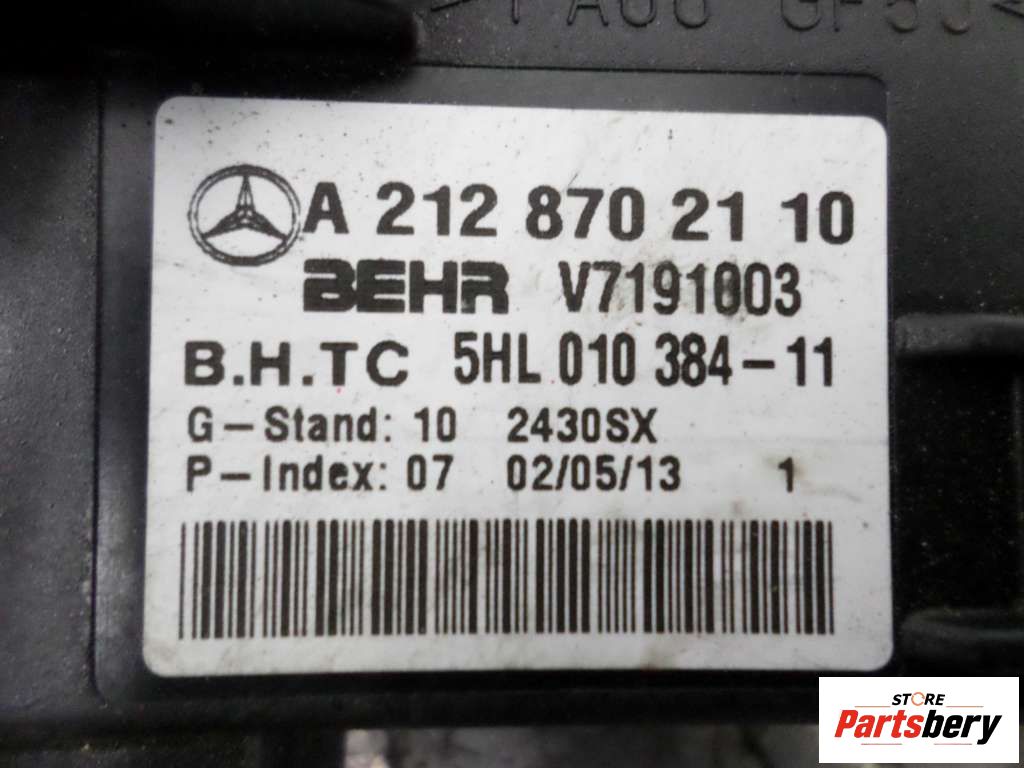 A 212 870 21 10
BEHR V7191003
B.H.TC 5HL 010 384-11
G-Stand: 10 2430SX
P-Index: 07 02/05/13 1
STORE
Partsbery